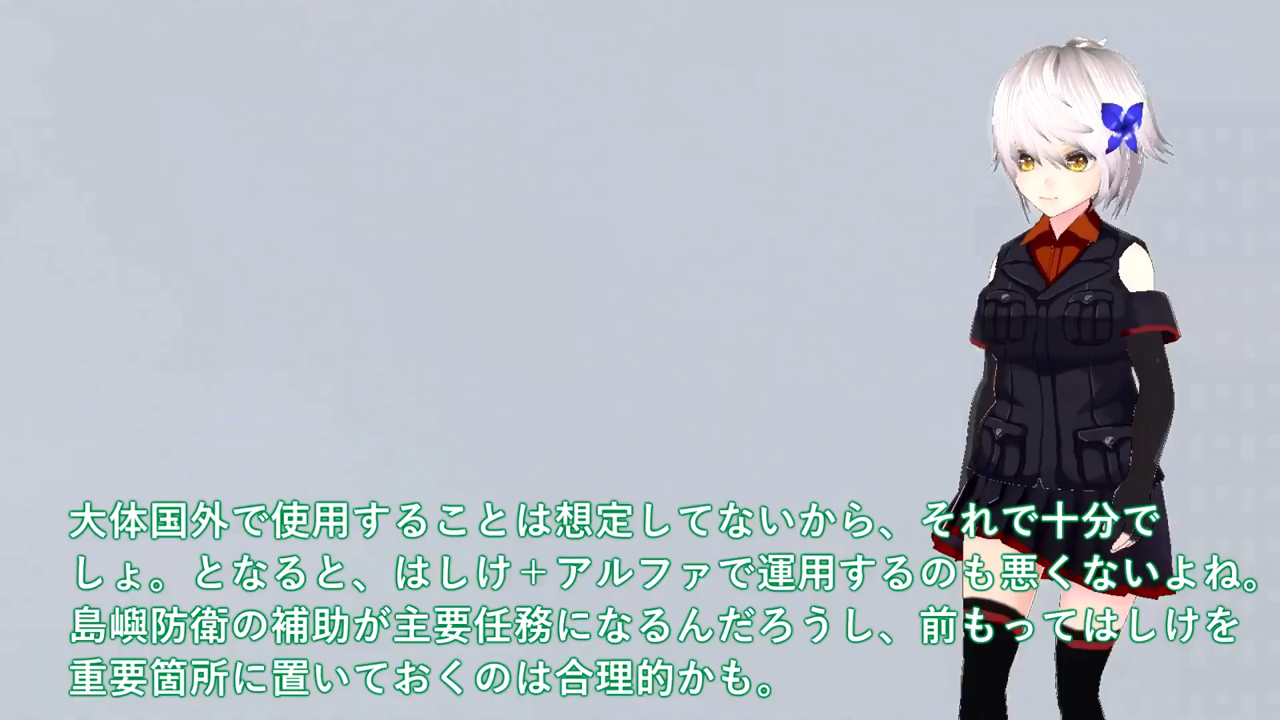 大体国外で使用することは想定してないから、それで十分で
しょ。となると、はしけ＋アルファで運用するのも悪くないよね。
島嶼防衛の補助が主要任務になるんだろうし、前もってはしけを
重要箇所に置いておくのは合理的かも。